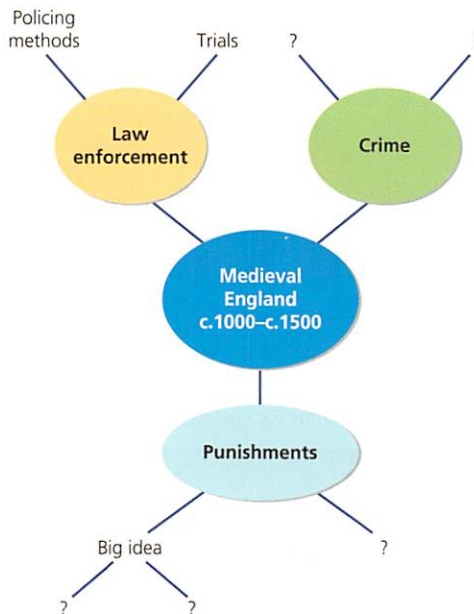 Policing
methods
Trials
?
Law
enforcement
Crime
Medieval
England
c.1000–c.1500
Punishments
Big idea
?
?
?